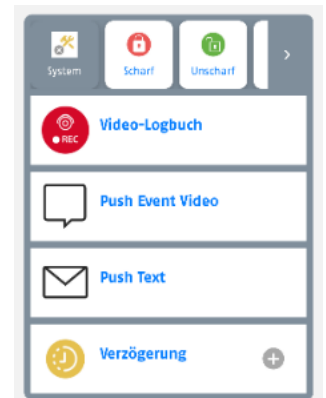 System
Scharf
Unscharf
REC
Video-Logbuch
Push Event Video
Push Text
Verzögerung